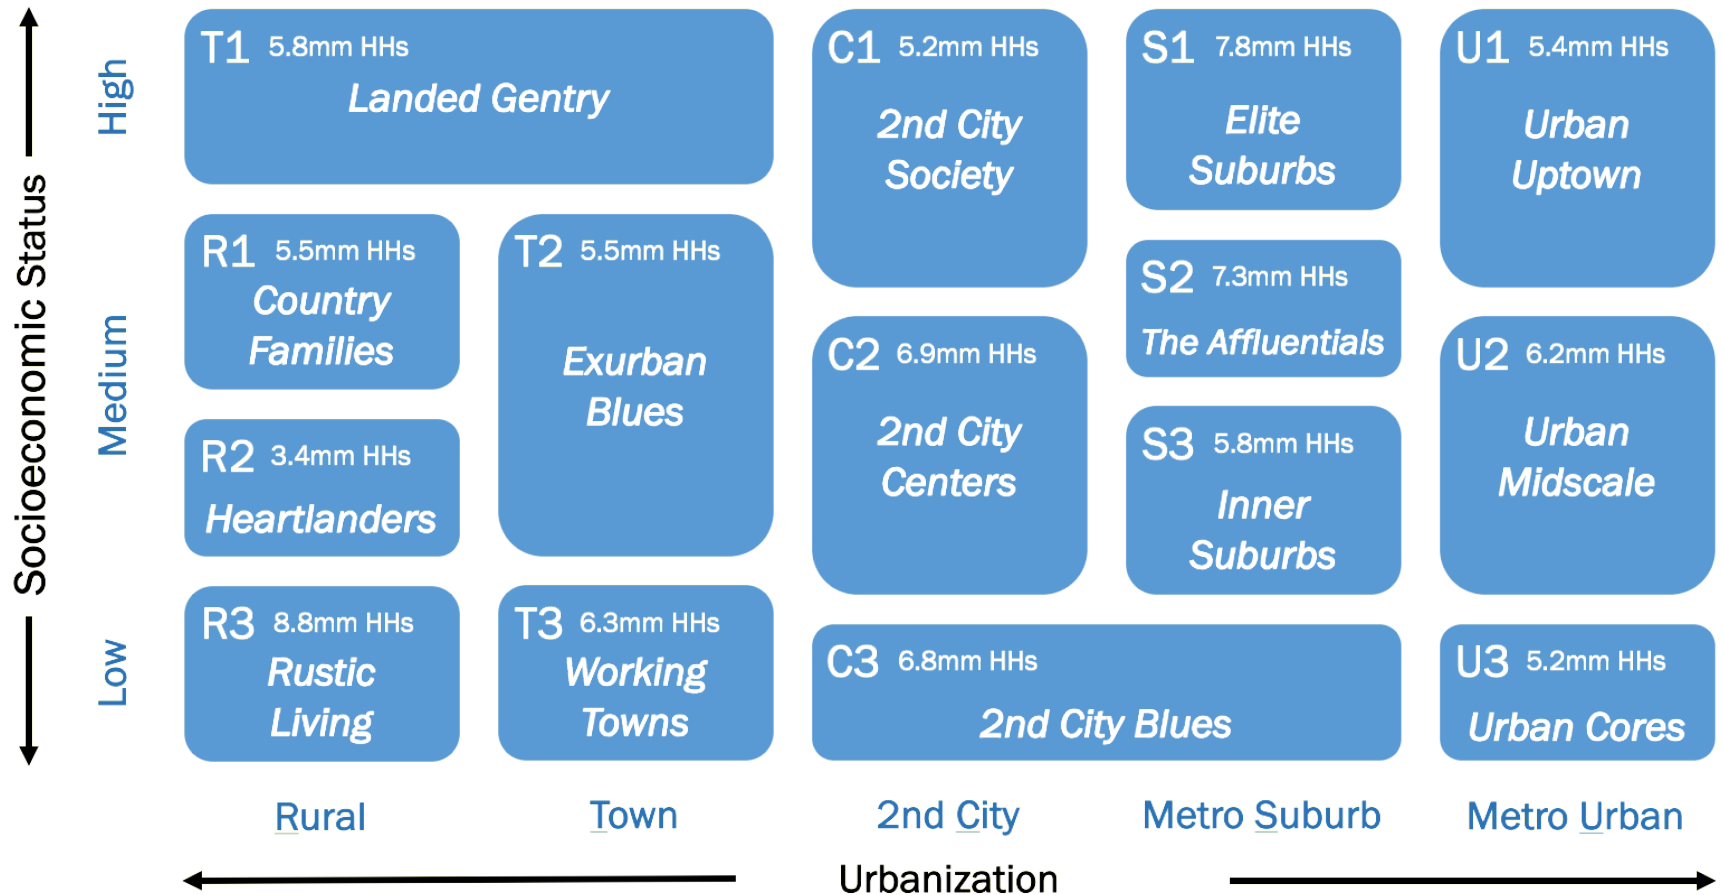 Socioeconomic Status
High
Medium
Low
T1 5.8mm HHs
Landed Gentry
C1 5.2mm HHs
2nd City
Society
S1 7.8mm HHs
Elite
Suburbs
U1 5.4mm HHs
Urban
Uptown
R1 5.5mm HHs
Country
Families
T2 5.5mm HHs
Exurban
Blues
S2 7.3mm HHs
The Affluentials
C2 6.9mm HHs
2nd City
Centers
U2 6.2mm HHs
Urban
Midscale
R2 3.4mm HHs
Heartlanders
S3 5.8mm HHs
Inner
Suburbs
R3 8.8mm HHs
Rustic
Living
T3 6.3mm HHs
Working
Towns
C3 6.8mm HHs
2nd City Blues
U3 5.2mm HHs
Urban Cores
Rural
Town
2nd City
Metro Suburb
Metro Urban
Urbanization